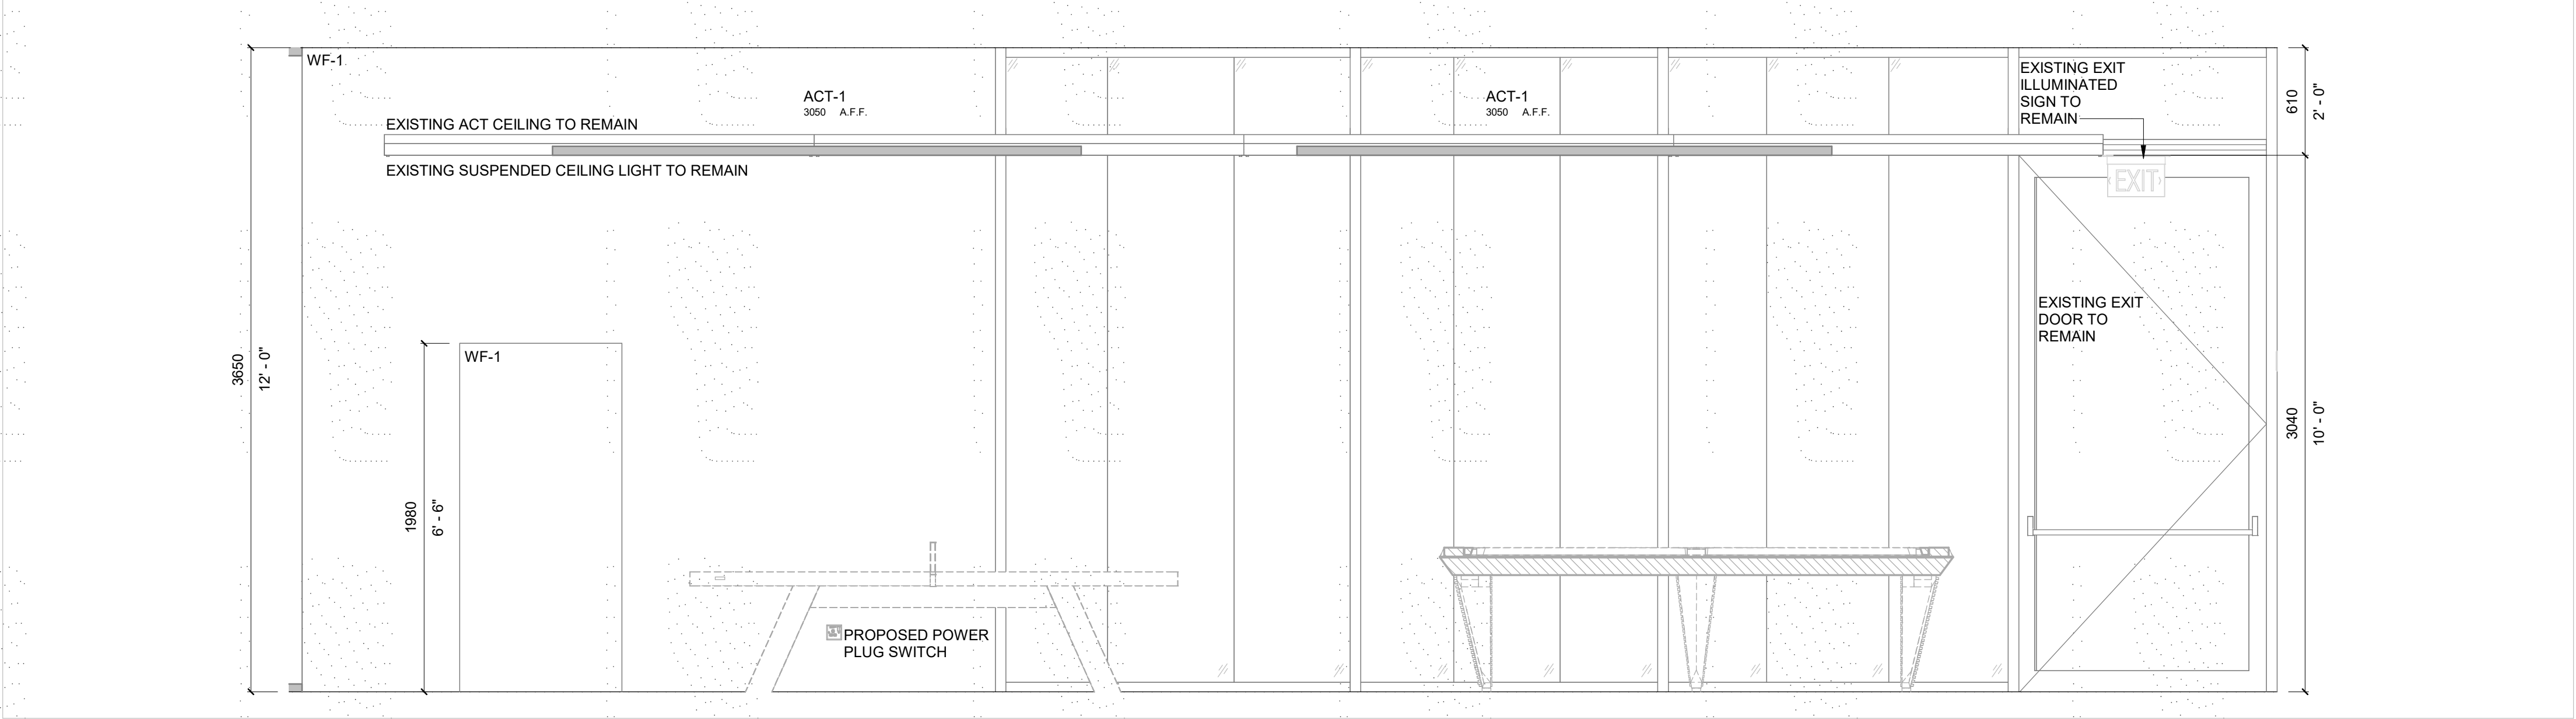 WF-1
ACT-1
3050 A.F.F.
EXISTING ACT CEILING TO REMAIN
EXISTING SUSPENDED CEILING LIGHT TO REMAIN
ACT-1
3050 A.F.F.
EXISTING EXIT
ILLUMINATED
SIGN TO
REMAIN
610
2' - 0"
EXIT
EXISTING EXIT
DOOR TO
REMAIN
3650
12' - 0"
WF-1
1980
6' - 6"
3040
10' - 0"
PROPOSED POWER
PLUG SWITCH